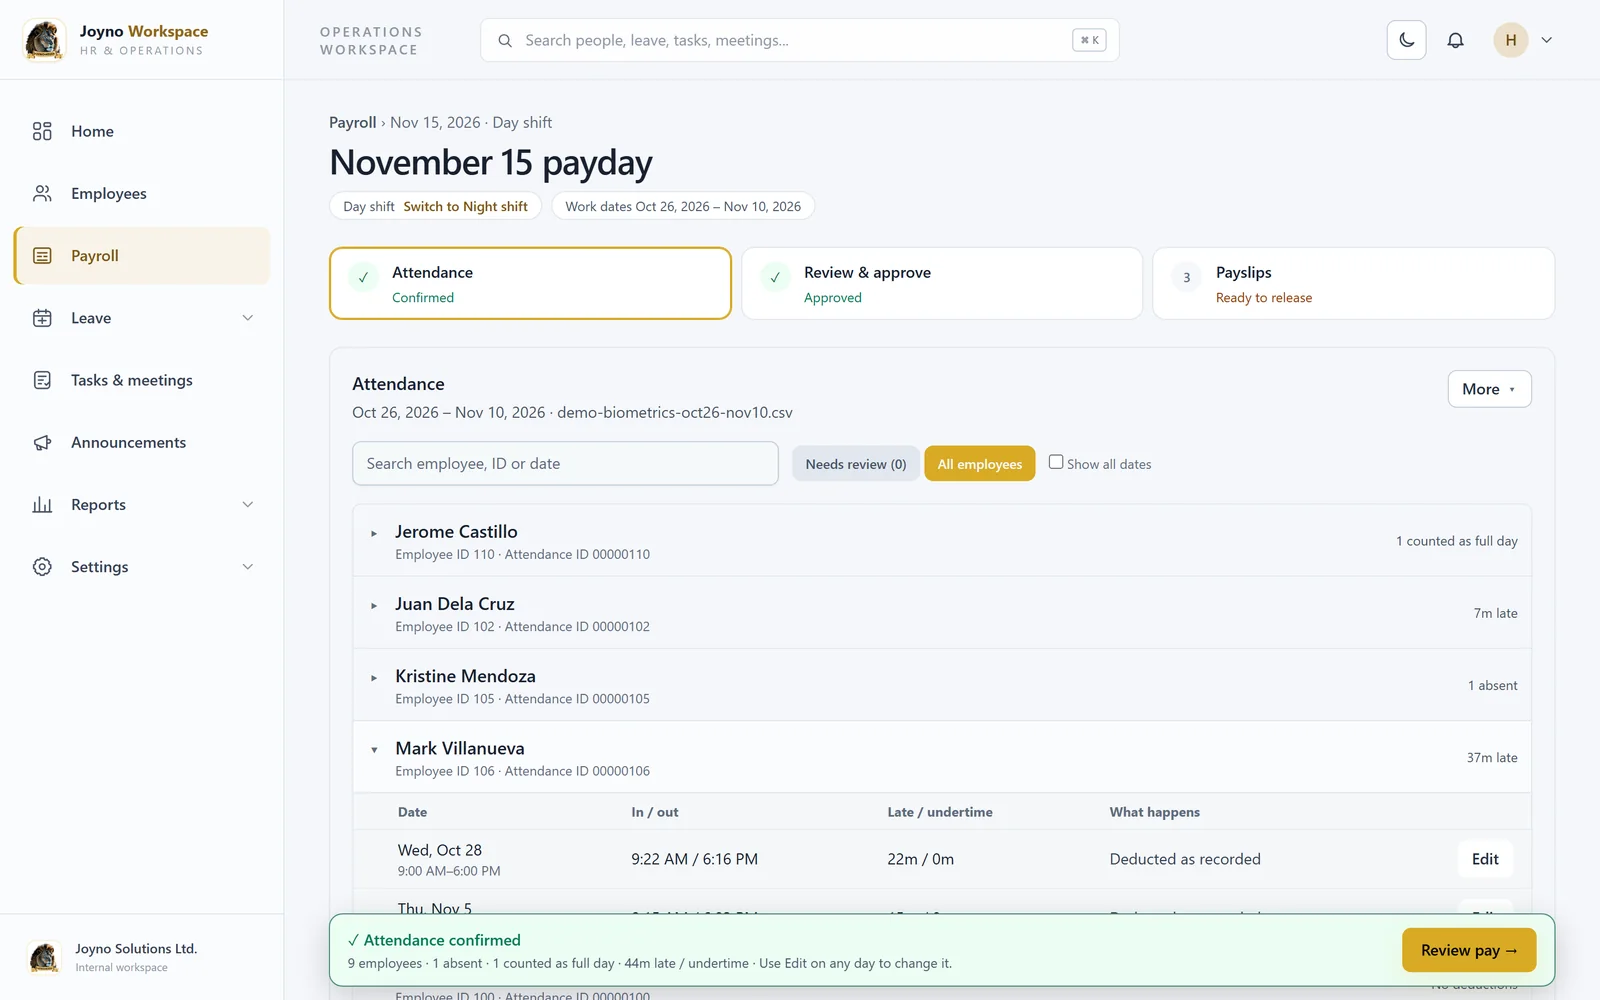 Joyno Workspace
HR & OPERATIONS
OPERATIONS
WORKSPACE
Search people, leave, tasks, meetings...
⌘ K
H
Home
Employees
Payroll
Leave
Tasks & meetings
Announcements
Reports
Settings
Joyno Solutions Ltd.
Internal workspace
Payroll › Nov 15, 2026 · Day shift
November 15 payday
Day shift Switch to Night shift
Work dates Oct 26, 2026 – Nov 10, 2026
✓ Attendance
Confirmed
✓ Review & approve
Approved
3 Payslips
Ready to release
Attendance
Oct 26, 2026 – Nov 10, 2026 · demo-biometrics-oct26-nov10.csv
More
Search employee, ID or date
Needs review (0)
All employees
Show all dates
Jerome Castillo
Employee ID 110 · Attendance ID 00000110
1 counted as full day
Juan Dela Cruz
Employee ID 102 · Attendance ID 00000102
7m late
Kristine Mendoza
Employee ID 105 · Attendance ID 00000105
1 absent
Mark Villanueva
Employee ID 106 · Attendance ID 00000106
37m late
Date In / out Late / undertime What happens
Wed, Oct 28
9:00 AM–6:00 PM
9:22 AM / 6:16 PM
22m / 0m
Deducted as recorded
Edit
Thu, Nov 5
✓ Attendance confirmed
9 employees · 1 absent · 1 counted as full day · 44m late / undertime · Use Edit on any day to change it.
Review pay →
Employee ID 100 · Attendance ID 00000100
No deductions